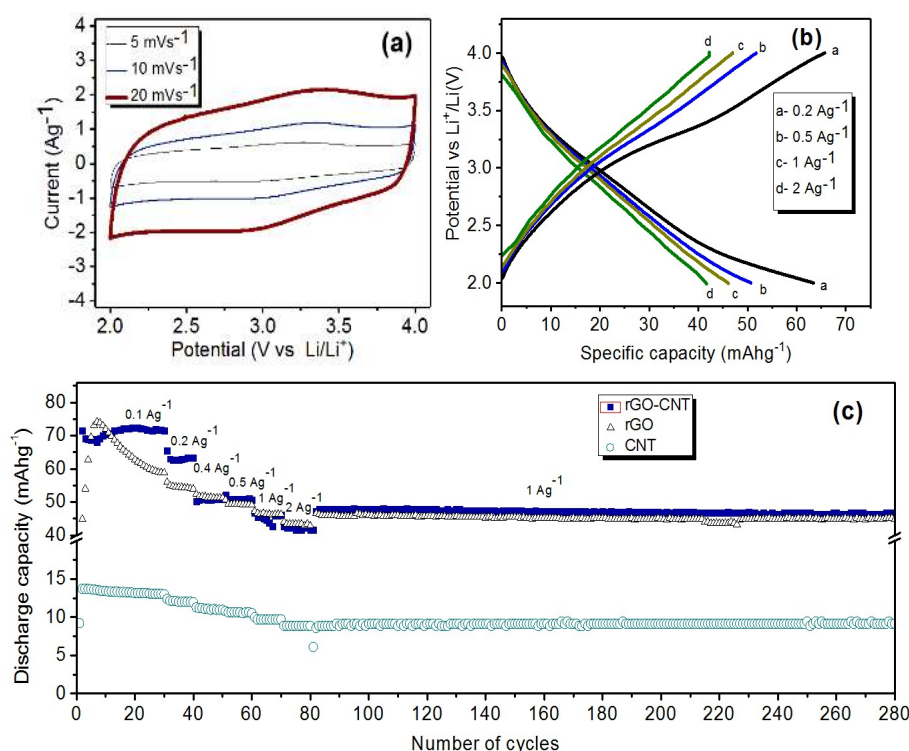 (a)
5 mVs⁻¹
10 mVs⁻¹
20 mVs⁻¹
Current (Ag⁻¹)
4
3
2
1
0
-1
-2
-3
-4
2.0 2.5 3.0 3.5 4.0
Potential (V vs Li/Li⁺)
(b)
d c b a
a- 0.2 Ag⁻¹
b- 0.5 Ag⁻¹
c- 1 Ag⁻¹
d- 2 Ag⁻¹
Potential vs Li⁺/Li(V)
4.0
3.5
3.0
2.5
2.0
d c b a
0 10 20 30 40 50 60 70
Specific capacity (mAhg⁻¹)
(c)
rGO-CNT
rGO
CNT
0.1 Ag⁻¹
0.2 Ag⁻¹
0.4 Ag⁻¹
0.5 Ag⁻¹
1 Ag⁻¹
2 Ag⁻¹
1 Ag⁻¹
Discharge capacity (mAhg⁻¹)
80
70
60
50
40
15
10
5
0
0 20 40 60 80 100 120 140 160 180 200 220 240 260 280
Number of cycles